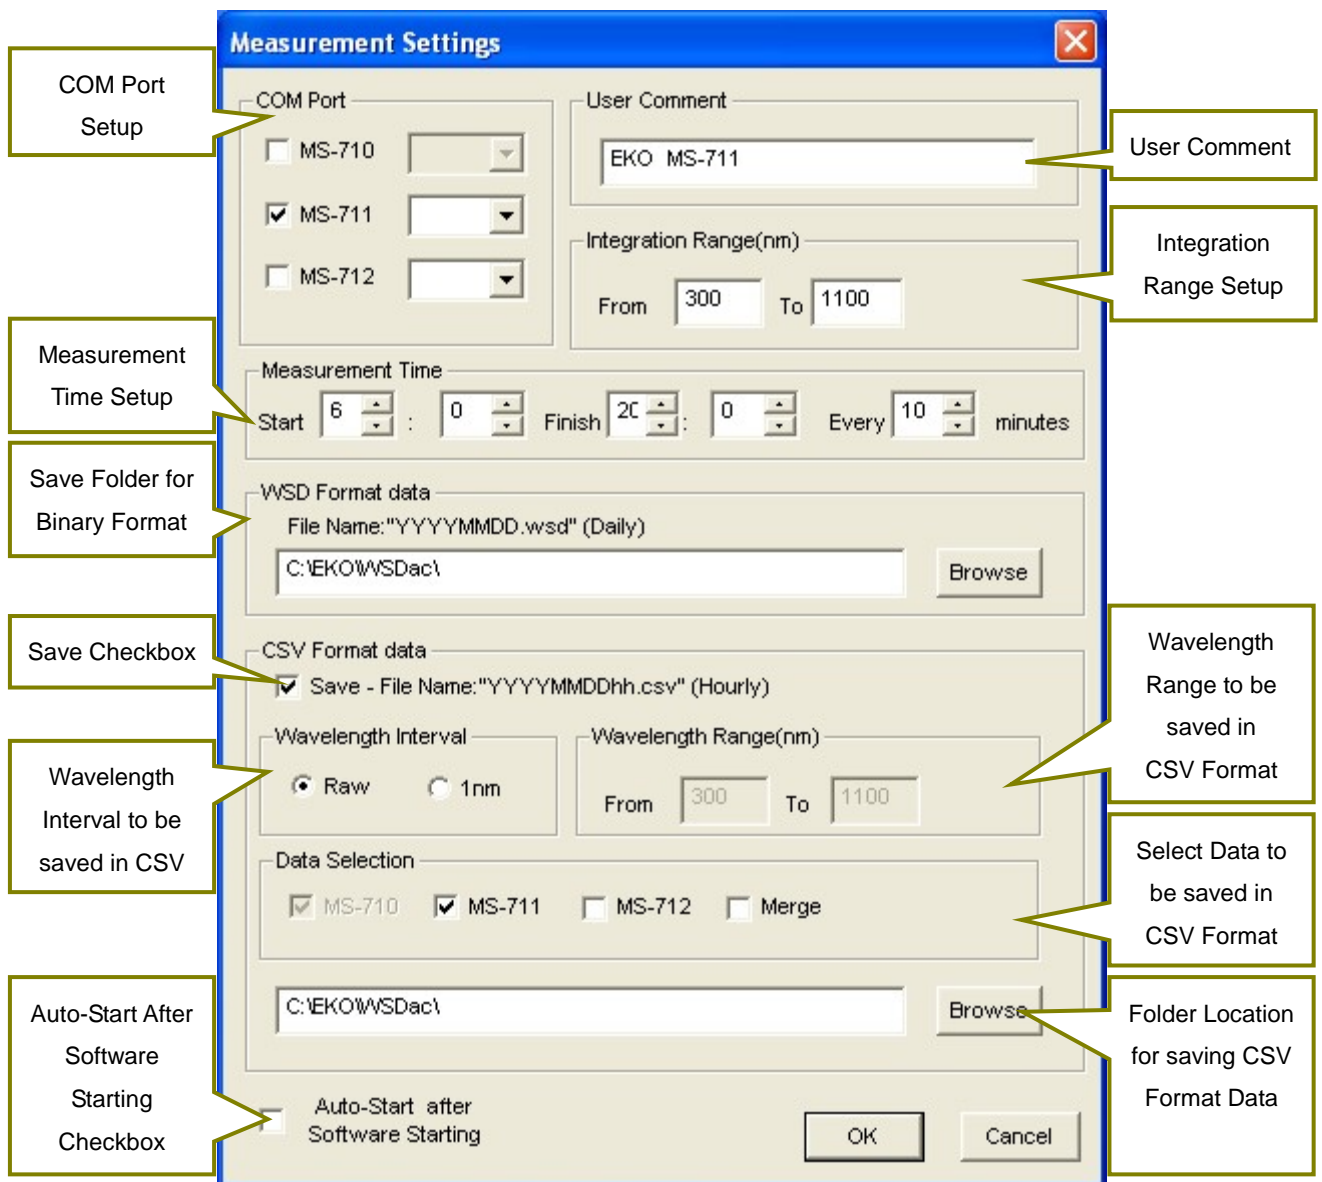 Measurement Settings
COM Port
Setup
COM Port
MS-710
MS-711
MS-712
User Comment
EKO MS-711
User Comment
Integration Range(nm)
From 300 To 1100
Integration
Range Setup
Measurement
Time Setup
Measurement Time
Start 6 : 0 Finish 20 : 0 Every 10 minutes
Save Folder for
Binary Format
WSD Format data
File Name:"YYYYMMDD.wsd" (Daily)
C:\EKO\WSDac\
Browse
Save Checkbox
CSV Format data
Save - File Name:"YYYYMMDDhh.csv" (Hourly)
Wavelength
Range to be
saved in
CSV Format
Wavelength
Interval to be
saved in CSV
Wavelength Interval
Raw 1nm
Wavelength Range(nm)
From 300 To 1100
Data Selection
MS-710 MS-711 MS-712 Merge
Select Data to
be saved in
CSV Format
C:\EKO\WSDac\
Browse
Folder Location
for saving CSV
Format Data
Auto-Start After
Software
Starting
Checkbox
Auto-Start after
Software Starting
OK
Cancel